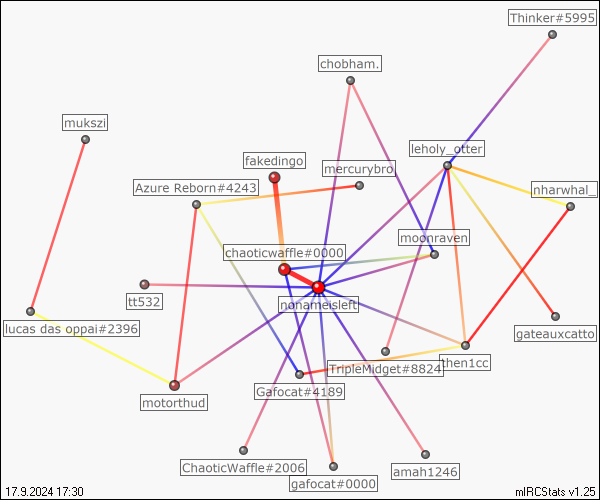 Thinker#5995
chobham.
mukszi
leholy_otter
fakedingo
mercurybro
Azure Reborn#4243
nharwhal_
moonraven
chaoticwaffle#0000
tt532
nonameisleft
lucas das oppai#2396
gateauxcatto
TripleMidget#8824
then1cc
Gafocat#4189
motorthud
ChaoticWaffle#2006
amah1246
gafocat#0000
17.9.2024 17:30
mIRCStats v1.25